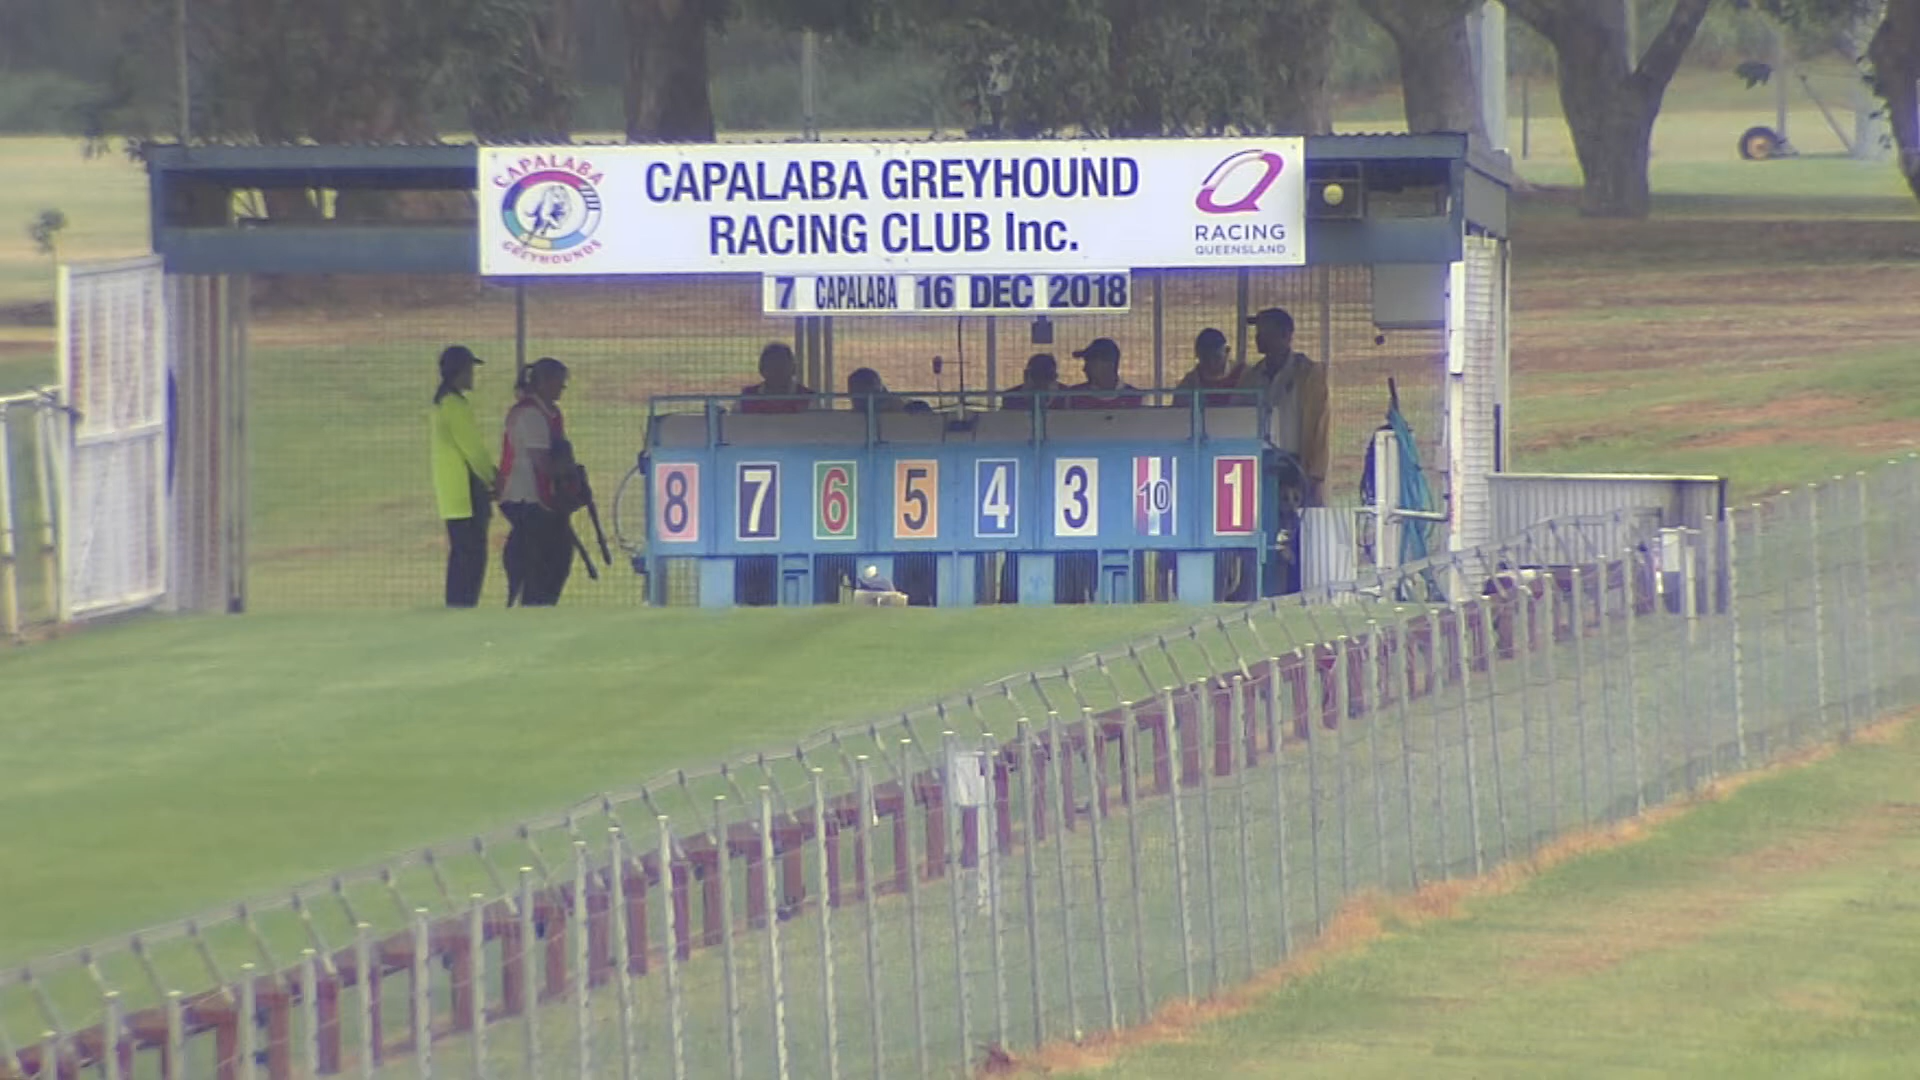 CAPALABA
GREYHOUNDS
CAPALABA GREYHOUND
RACING CLUB Inc.
RACING
QUEENSLAND
7 CAPALABA 16 DEC 2018
8 7 6 5 4 3 10 1